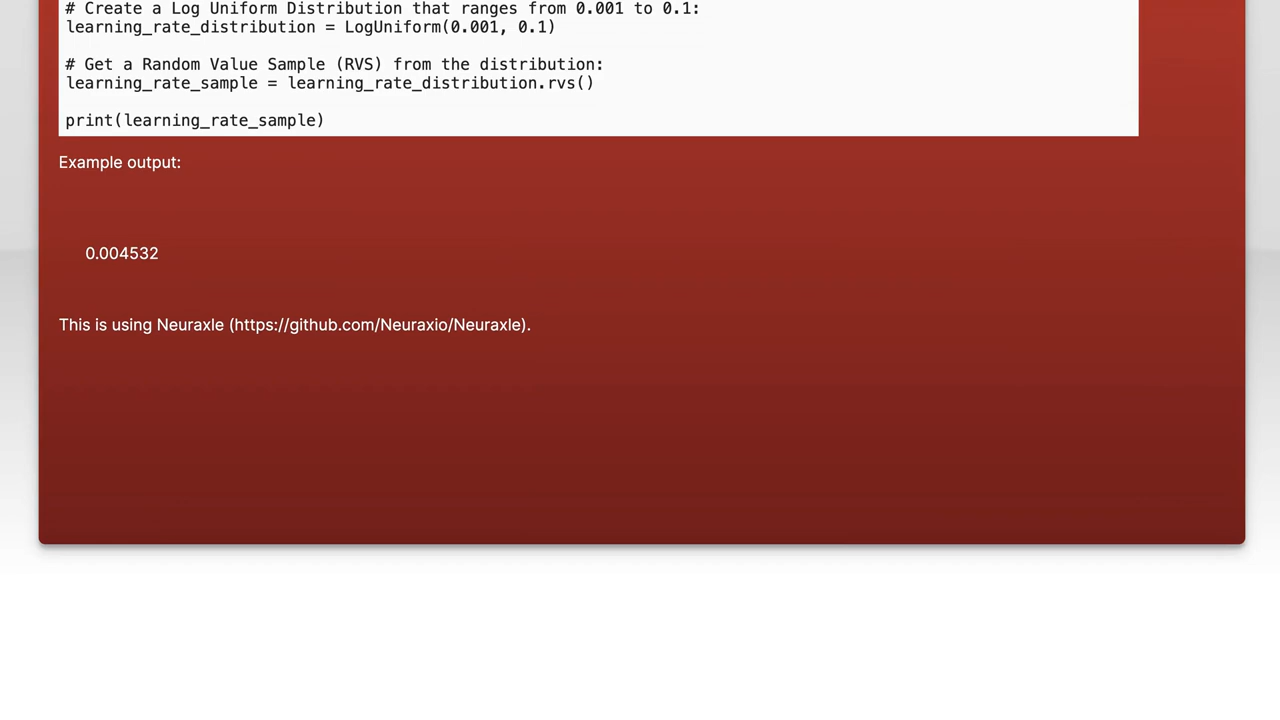 # Create a Log Uniform Distribution that ranges from 0.001 to 0.1:
learning_rate_distribution = LogUniform(0.001, 0.1)
# Get a Random Value Sample (RVS) from the distribution:
learning_rate_sample = learning_rate_distribution.rvs()
print(learning_rate_sample)
Example output:
0.004532
This is using Neuraxle (https://github.com/Neuraxio/Neuraxle).